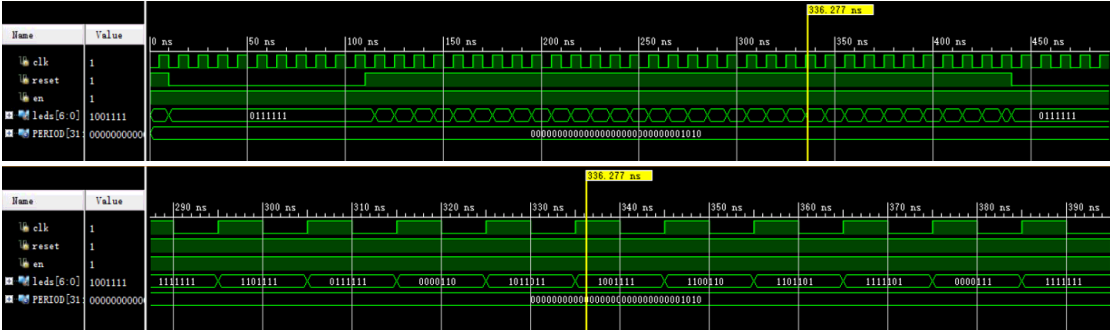 336.277 ns
Name Value 0 ns 50 ns 100 ns 150 ns 200 ns 250 ns 300 ns 350 ns 400 ns 450 ns
clk 1
reset 1
en 1
leds[6:0] 1001111 0111111 0111111
PERIOD[31: 00000000000 00000000000000000000000000001010
336.277 ns
Name Value 290 ns 300 ns 310 ns 320 ns 330 ns 340 ns 350 ns 360 ns 370 ns 380 ns 390 ns
clk 1
reset 1
en 1
leds[6:0] 1001111 1111111 1101111 0111111 0000110 1011011 1001111 1100110 1101101 1111101 0000111 1111111
PERIOD[31: 00000000000 00000000000000000000000000001010